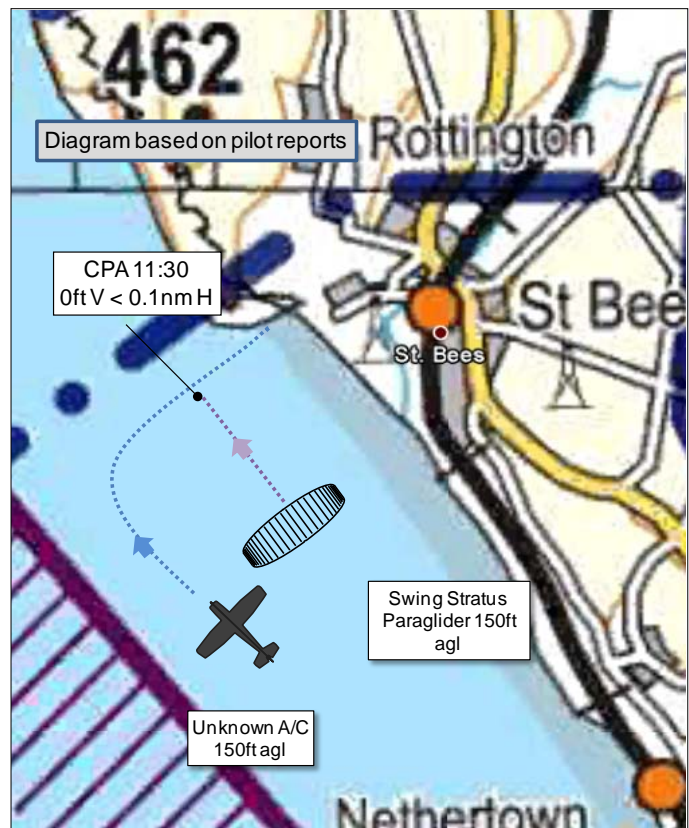 462
Diagram based on pilot reports
Rottington
CPA 11:30
0ft V < 0.1nm H
St Bee
St. Bees
Swing Stratus
Paraglider 150ft
agl
Unknown A/C
150ft agl
Nethertown